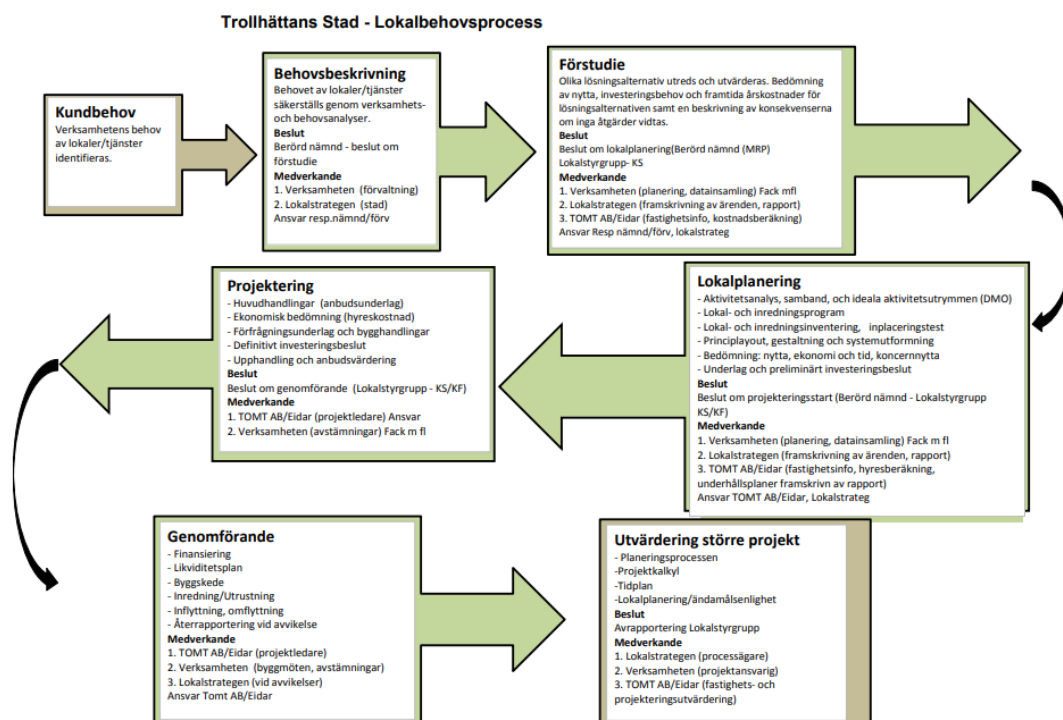 Trollhättans Stad - Lokalbehovsprocess
Kundbehov
Verksamhetens behov
av lokaler/tjänster
identifieras.
Behovsbeskrivning
Behovet av lokaler/tjänster
säkerställs genom verksamhets-
och behovsanalyser.
Beslut
Berörd nämnd - beslut om
förstudie
Medverkande
1. Verksamheten (förvaltning)
2. Lokalstrategen (stad)
Ansvar resp.nämnd/förv
Förstudie
Olika lösningsalternativ utreds och utvärderas. Bedömning
av nytta, investeringsbehov och framtida årskostnader för
lösningsalternativen samt en beskrivning av konsekvenserna
om inga åtgärder vidtas.
Beslut
Beslut om lokalplanering(Berörd nämnd (MRP)
Lokalstyrgrupp- KS
Medverkande
1. Verksamheten (planering, datainsamling) Fack mfl
2. Lokalstrategen (framskrivning av ärenden, rapport)
3. TOMT AB/Eidar (fastighetsinfo, kostnadsberäkning)
Ansvar Resp nämnd/förv, lokalstrateg
Lokalplanering
- Aktivitetsanalys, samband, och ideala aktivitetsutrymmen (DMO)
- Lokal- och inredningsprogram
- Lokal- och inredningsinventering, inplaceringstest
- Principlayout, gestaltning och systemutformning
- Bedömning: nytta, ekonomi och tid, koncernnytta
- Underlag och preliminärt investeringsbeslut
Beslut
Beslut om projekteringsstart (Berörd nämnd - Lokalstyrgrupp
KS/KF)
Medverkande
1. Verksamheten (planering, datainsamling) Fack m fl
2. Lokalstrategen (framskrivning av ärenden, rapport)
3. TOMT AB/Eidar (fastighetsinfo, hyresberäkning,
underhållsplaner framskrivn av rapport)
Ansvar TOMT AB/Eidar, Lokalstrateg
Projektering
- Huvudhandlingar (anbudsunderlag)
- Ekonomisk bedömning (hyreskostnad)
- Förfrågningsunderlag och bygghandlingar
- Definitivt investeringsbeslut
- Upphandling och anbudsvärdering
Beslut
Beslut om genomförande (Lokalstyrgrupp - KS/KF)
Medverkande
1. TOMT AB/Eidar (projektledare) Ansvar
2. Verksamheten (avstämningar) Fack m fl
Genomförande
- Finansiering
- Likviditetsplan
- Byggskede
- Inredning/Utrustning
- Inflyttning, omflyttning
- Återrapportering vid avvikelse
Medverkande
1. TOMT AB/Eidar (projektledare)
2. Verksamheten (byggmöten, avstämningar)
3. Lokalstrategen (vid avvikelser)
Ansvar Tomt AB/Eidar
Utvärdering större projekt
- Planeringsprocessen
-Projektkalkyl
-Tidplan
-Lokalplanering/ändamålsenlighet
Beslut
Avrapportering Lokalstyrgrupp
Medverkande
1. Lokalstrategen (processägare)
2. Verksamheten (projektansvarig)
3. TOMT AB/Eidar (fastighets- och
projekteringsutvärdering)